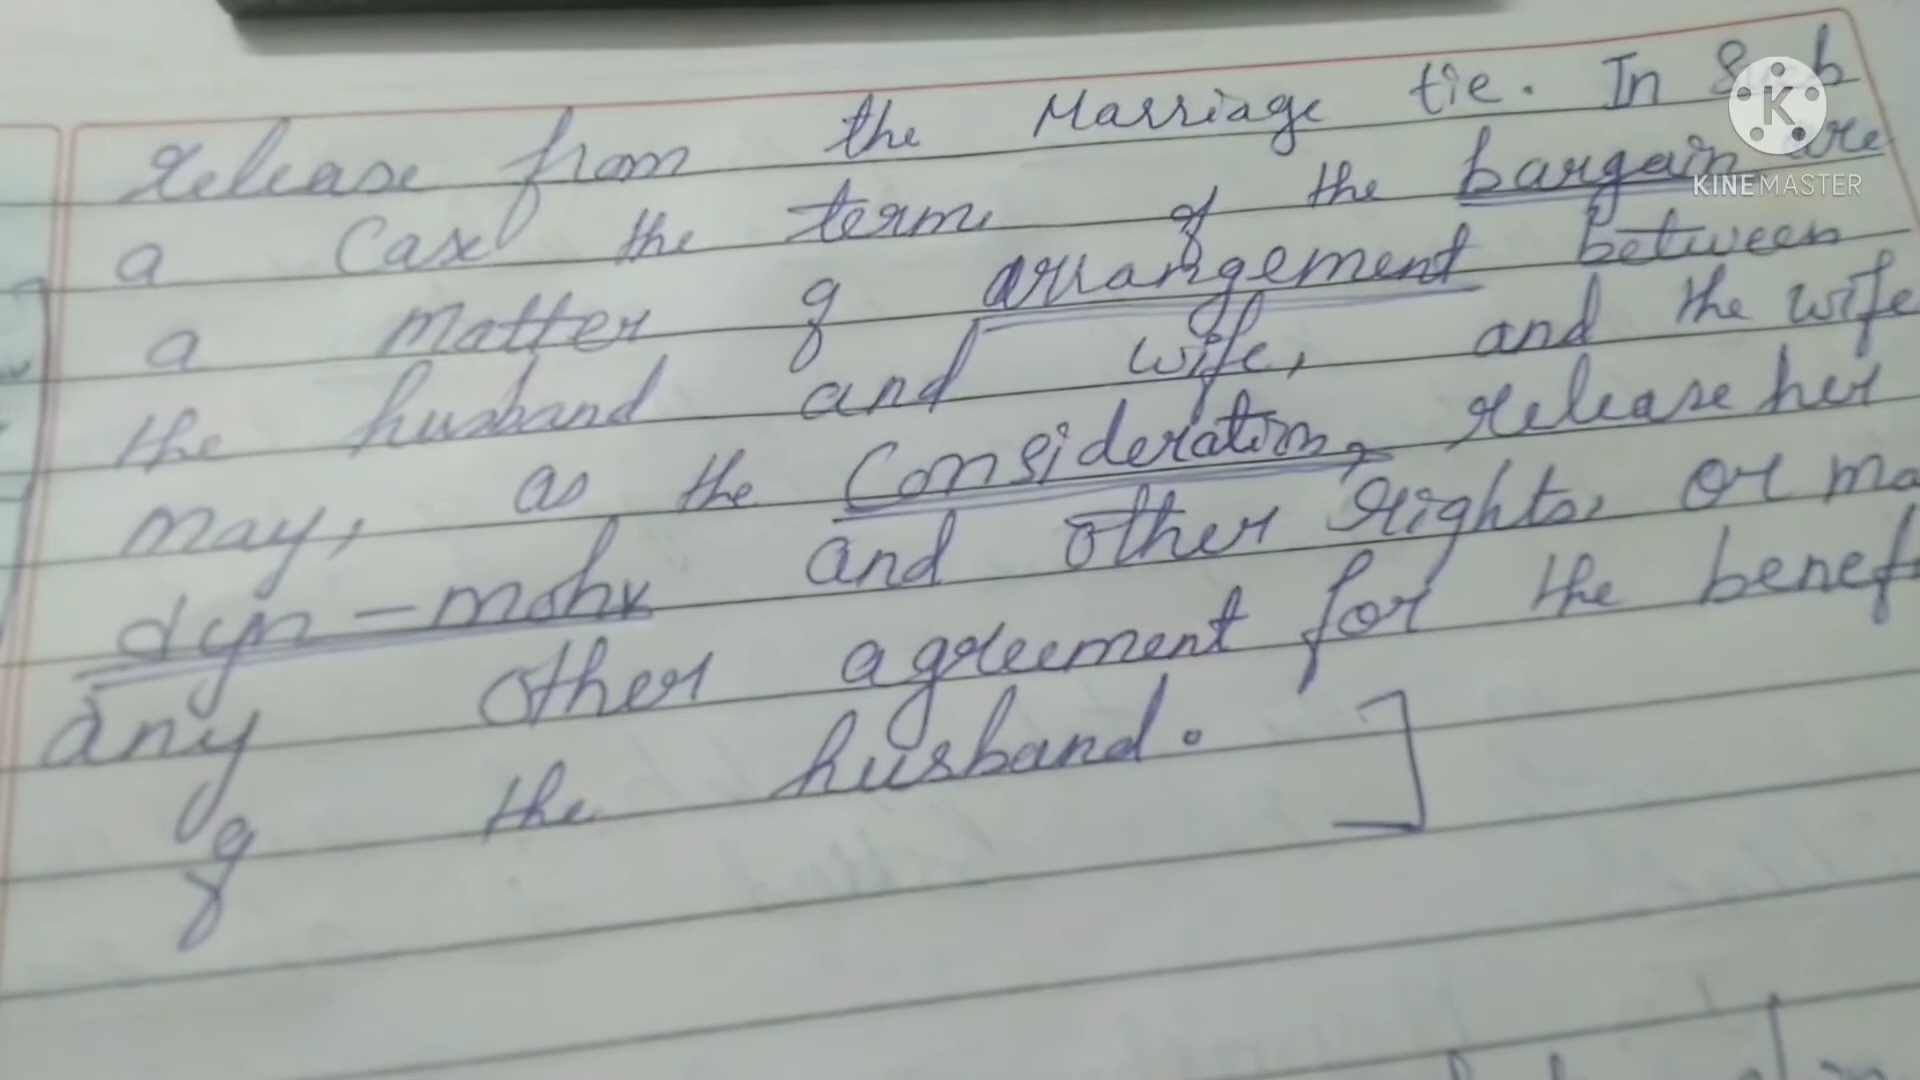 release from the Marriage tie. In Such
a case the terms of the bargain are
a matter of arrangement between
the husband and wife, and the wife
may, as the Consideration, release her
dyn-mohr and other rights, or ma
any other agreement for the benef
of the husband.
KINEMASTER